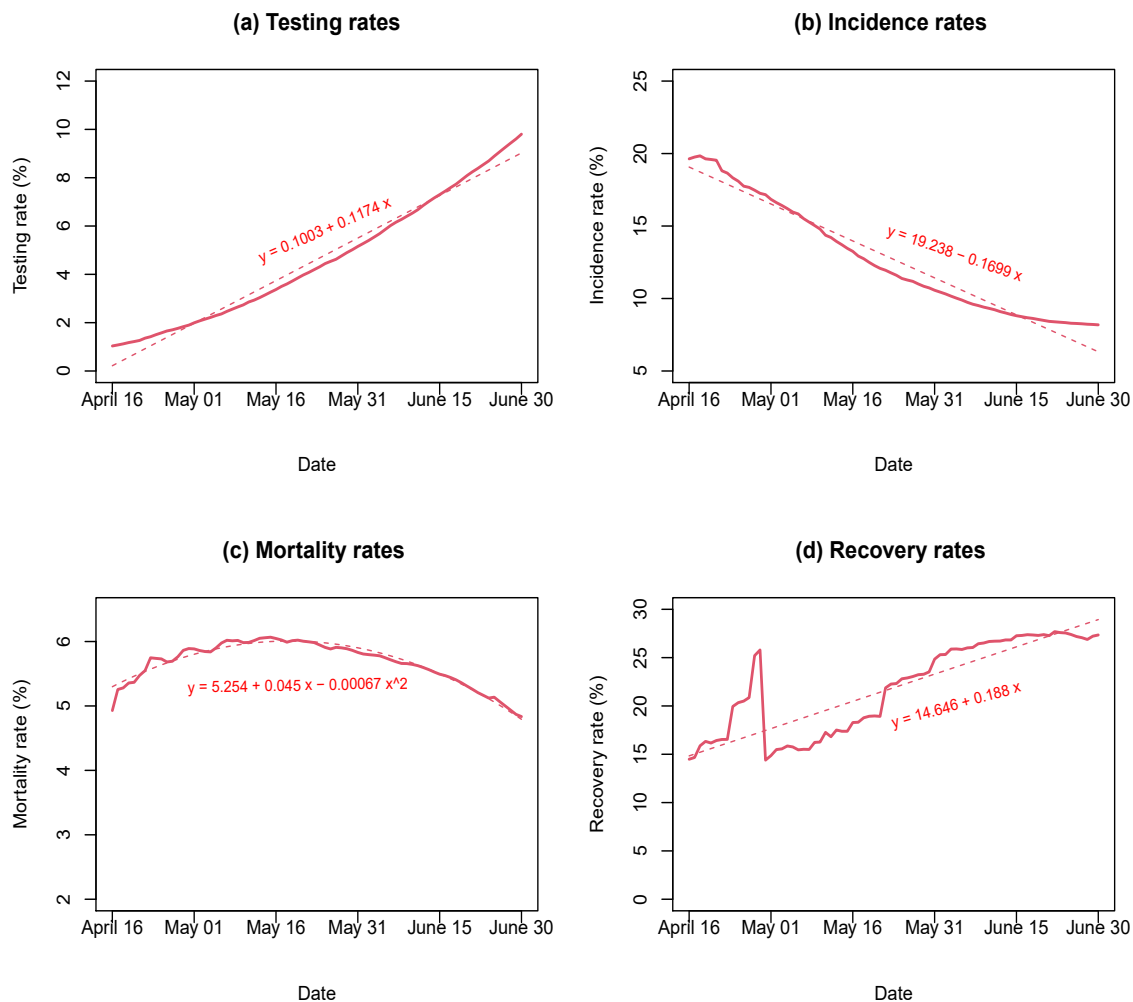 (a) Testing rates
Testing rate (%)
12
10
8
6
4
2
0
y = 0.1003 + 0.1174 x
April 16 May 01 May 16 May 31 June 15 June 30
Date
(b) Incidence rates
Incidence rate (%)
25
20
15
10
5
y = 19.238 − 0.1699 x
April 16 May 01 May 16 May 31 June 15 June 30
Date
(c) Mortality rates
Mortality rate (%)
6
5
4
3
2
y = 5.254 + 0.045 x − 0.00067 x^2
April 16 May 01 May 16 May 31 June 15 June 30
Date
(d) Recovery rates
Recovery rate (%)
30
25
20
15
10
5
0
y = 14.646 + 0.188 x
April 16 May 01 May 16 May 31 June 15 June 30
Date